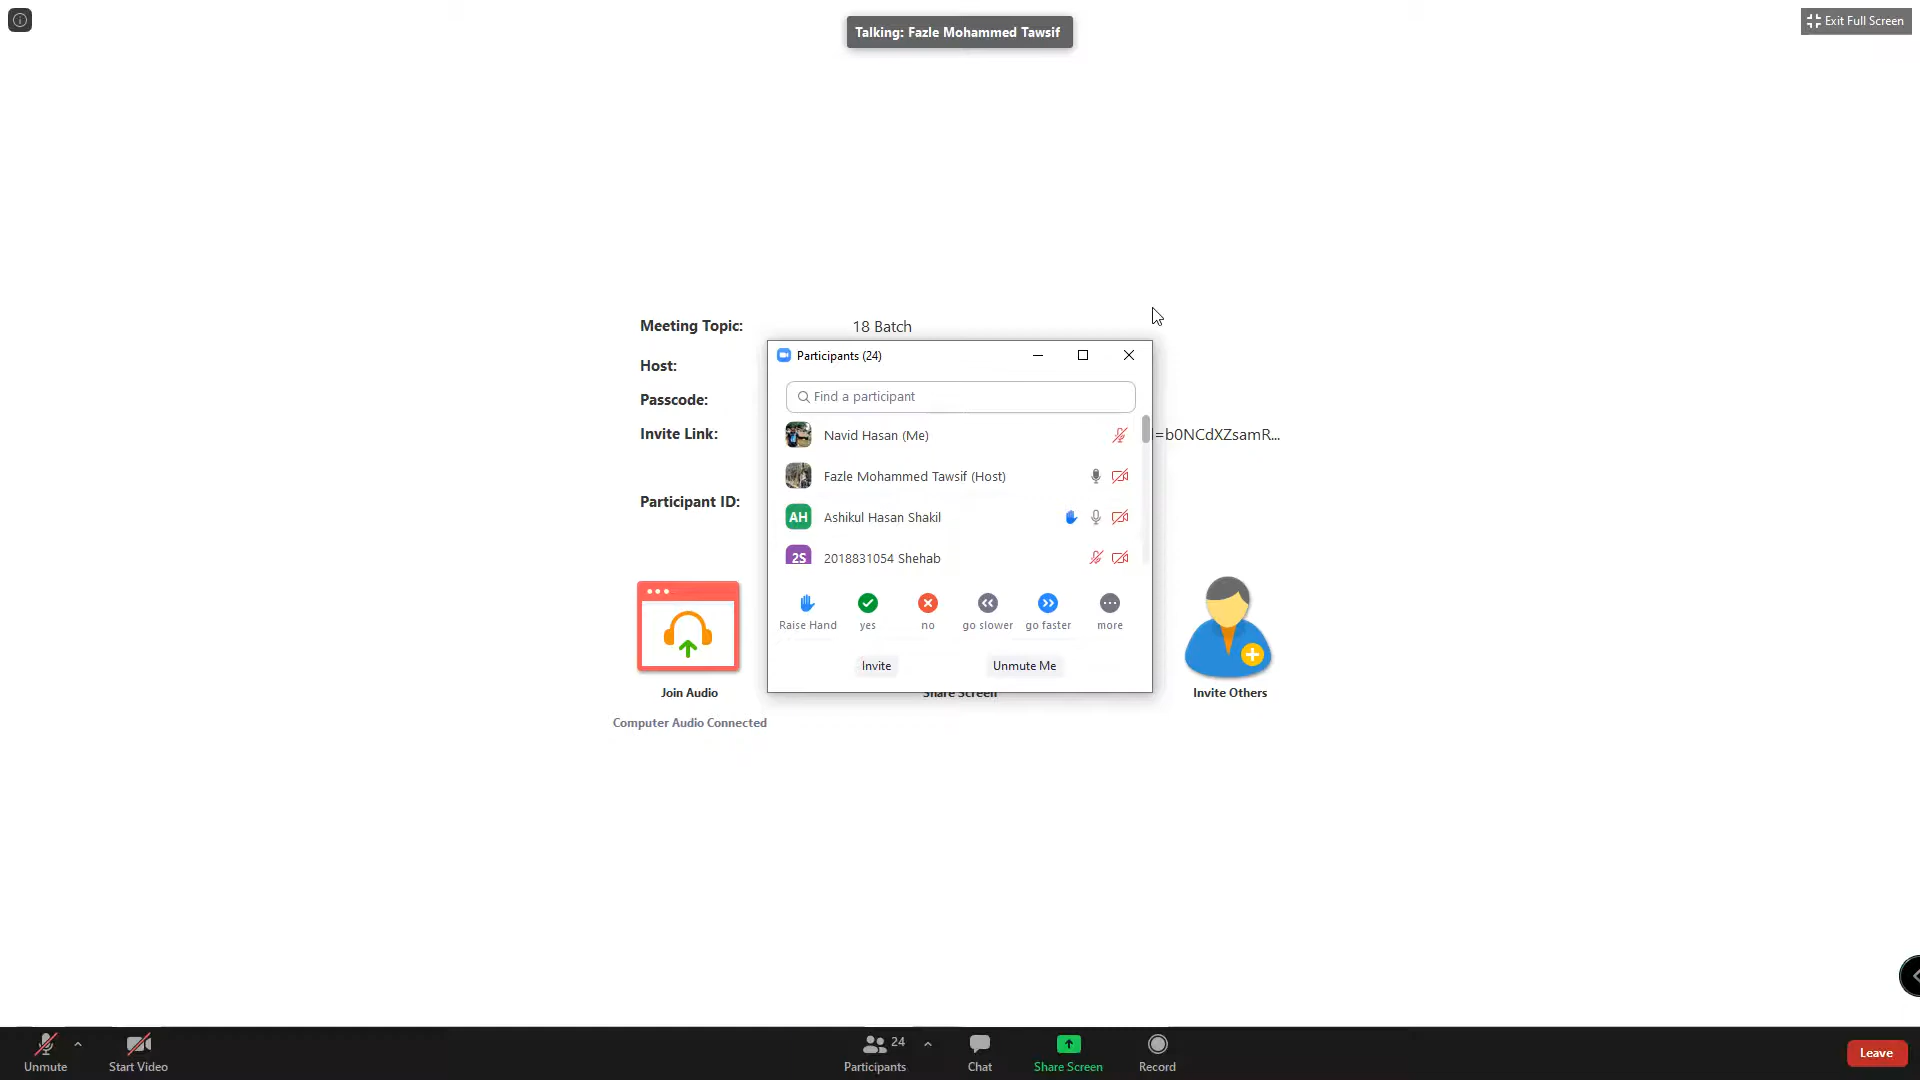 Talking: Fazle Mohammed Tawsif
Exit Full Screen
Meeting Topic:
18 Batch
Host:
Passcode:
Invite Link:
=b0NCdXZsamR...
Participant ID:
Participants (24)
Find a participant
Navid Hasan (Me)
Fazle Mohammed Tawsif (Host)
AH
Ashikul Hasan Shakil
2S
2018831054 Shehab
Raise Hand
yes
no
go slower
go faster
more
Invite
Unmute Me
Join Audio
Share Screen
Invite Others
Computer Audio Connected
Unmute
Start Video
24
Participants
Chat
Share Screen
Record
Leave